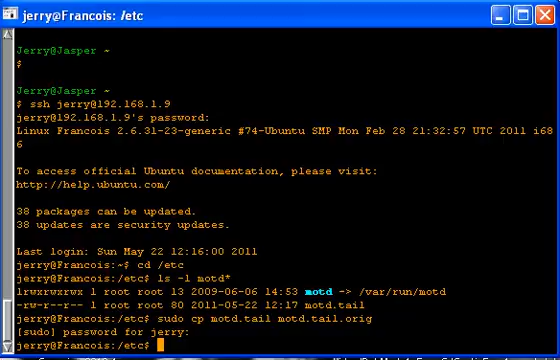 jerry@Francois: /etc
Jerry@Jasper ~
$
Jerry@Jasper ~
$ ssh jerry@192.168.1.9
jerry@192.168.1.9's password:
Linux Francois 2.6.31-23-generic #74-Ubuntu SMP Mon Feb 28 21:32:57 UTC 2011 i68
6
To access official Ubuntu documentation, please visit:
http://help.ubuntu.com/
38 packages can be updated.
38 updates are security updates.
Last login: Sun May 22 12:16:00 2011
jerry@Francois:~$ cd /etc
jerry@Francois:/etc$ ls -l motd*
lrwxrwxrwx 1 root root 13 2009-06-06 14:53 motd -> /var/run/motd
-rw-r--r-- 1 root root 80 2011-05-22 12:17 motd.tail
jerry@Francois:/etc$ sudo cp motd.tail motd.tail.orig
[sudo] password for jerry:
jerry@Francois:/etc$